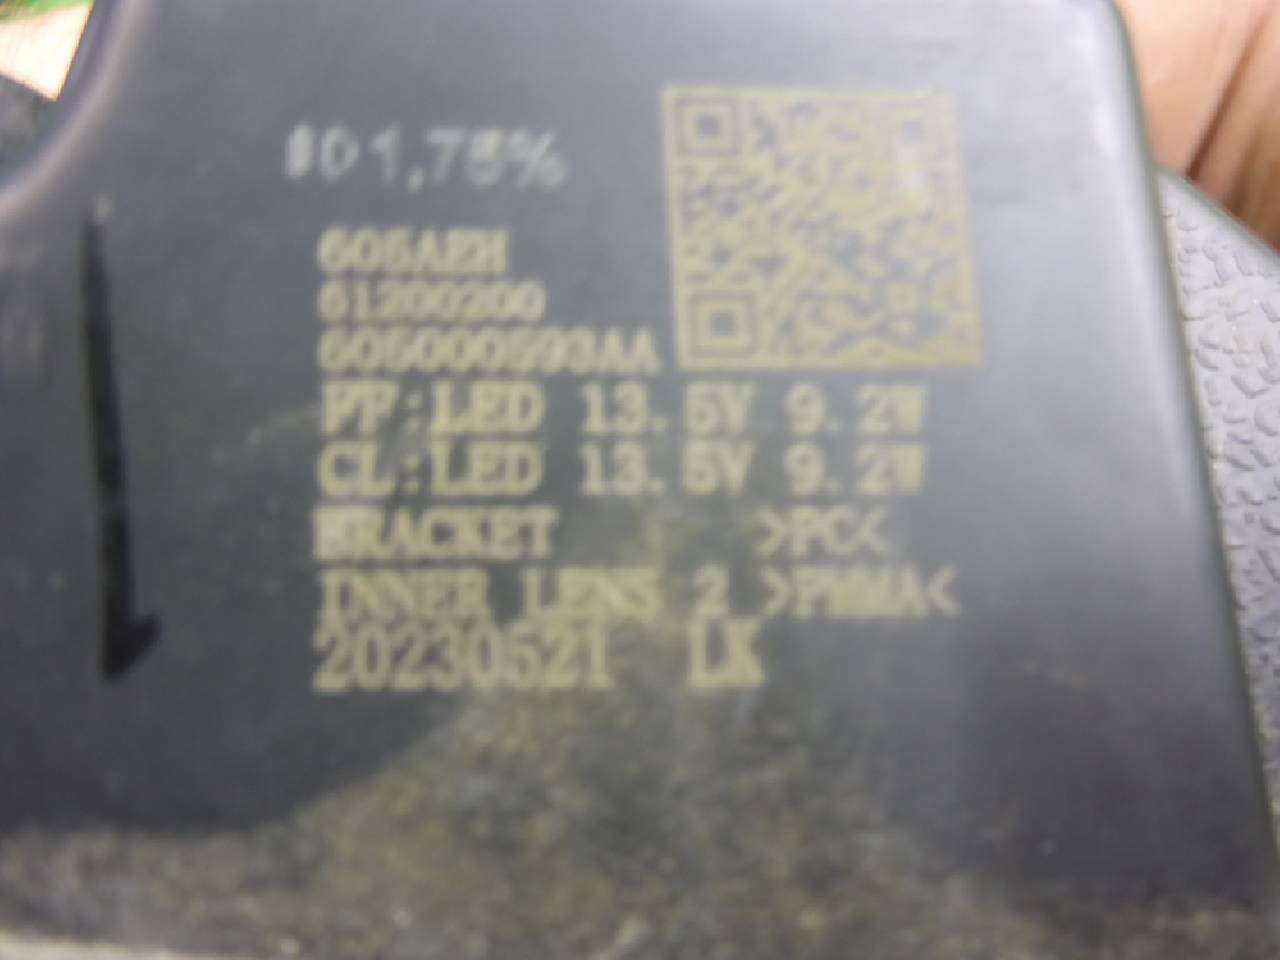 01,75%
605AEH
61200200
605000593AA
FF:LED 13.5V 9.2W
CL:LED 13.5V 9.2W
BRACKET >PC<
INNER LENS 2 >PMMA<
20230521 LK